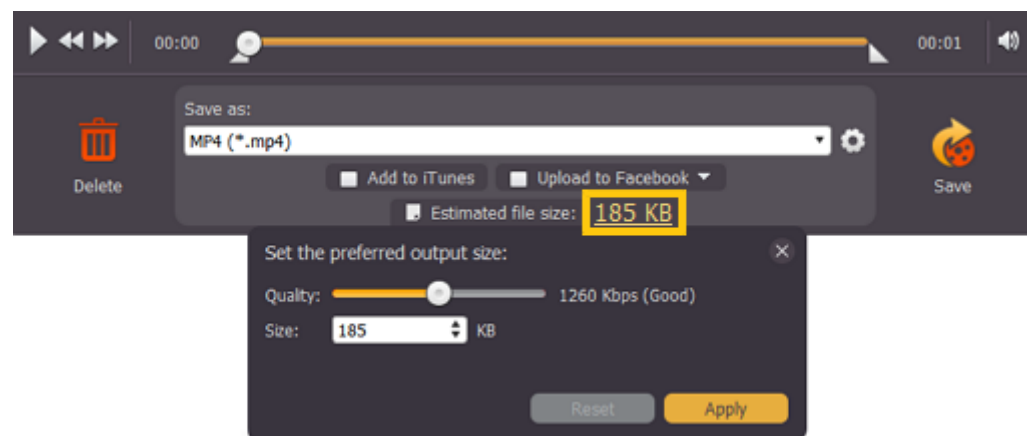 00:00
00:01
Save as:
MP4 (*.mp4)
Delete
Add to iTunes
Upload to Facebook
Save
Estimated file size: 185 KB
Set the preferred output size:
Quality: 1260 Kbps (Good)
Size: 185 KB
Reset
Apply